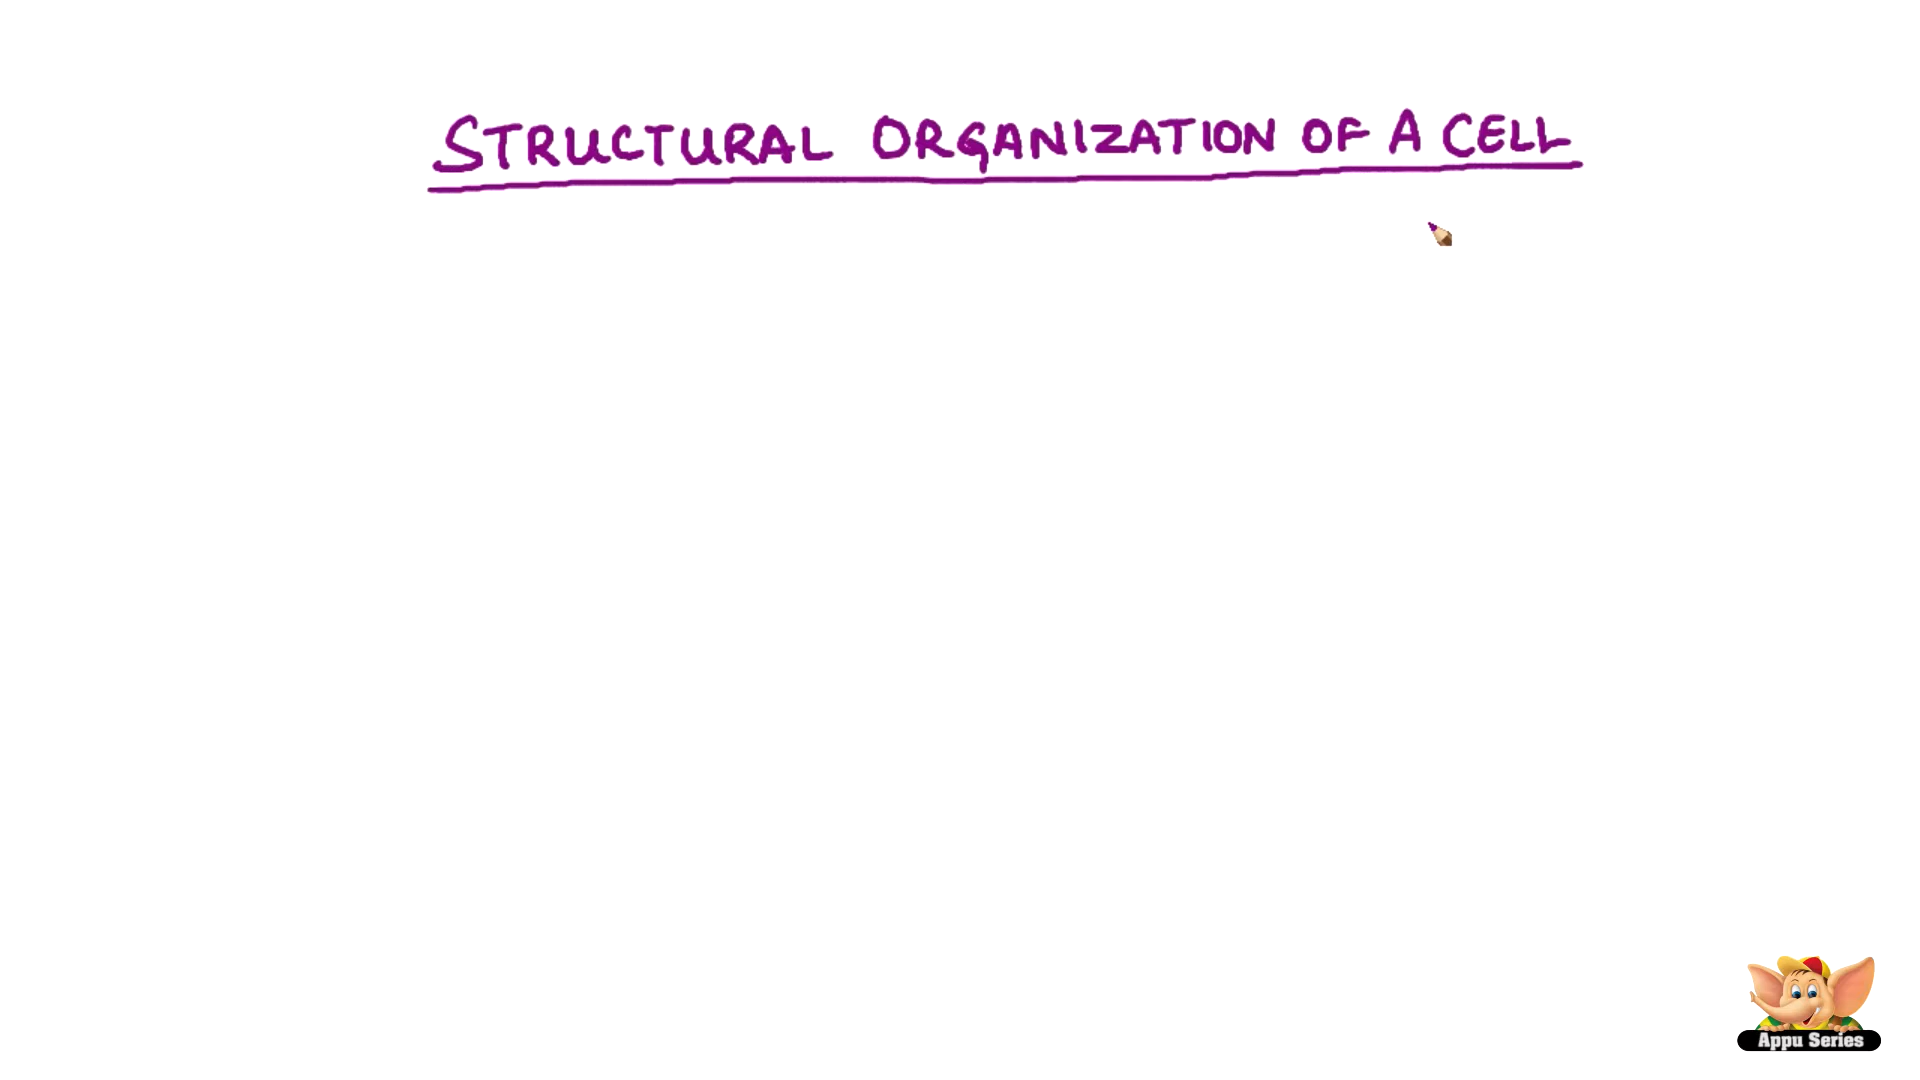 STRUCTURAL ORGANIZATION OF A CELL
Appu Series